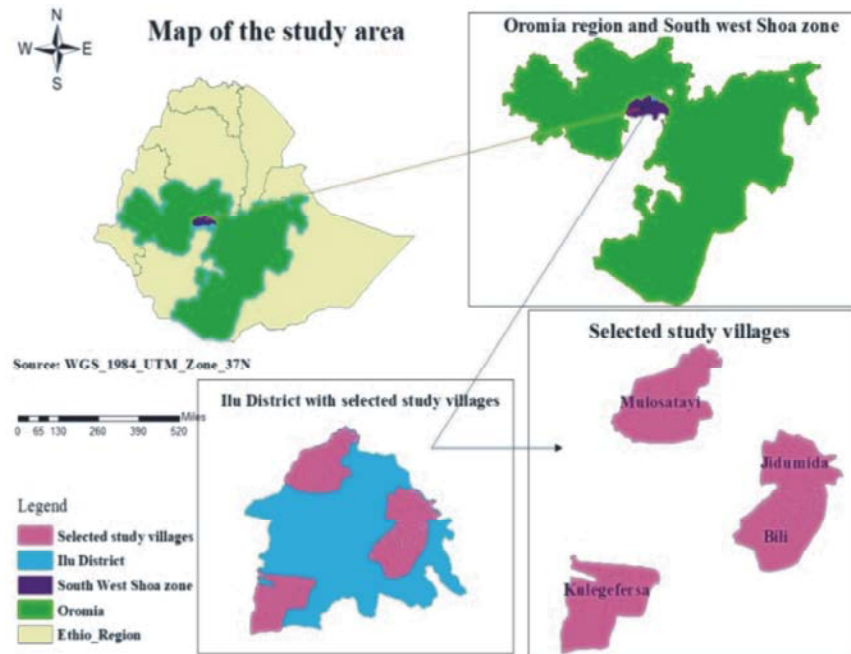 N
W E
S
Map of the study area
Oromia region and South west Shoa zone
Source: WGS_1984_UTM_Zone_37N
Miles
0 65 130 260 390 520
Legend
Selected study villages
Ilu District
South West Shoa zone
Oromia
Ethio_Region
Ilu District with selected study villages
Selected study villages
Mulosatayi
Jidumida
Bili
Kulegefersa